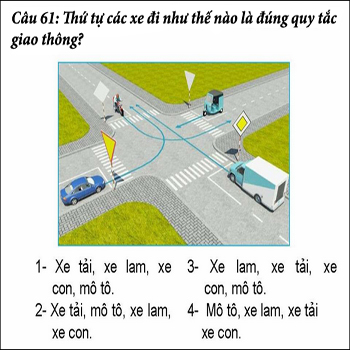 Câu 61: Thứ tự các xe đi như thế nào là đúng quy tắc
giao thông?
1- Xe tải, xe lam, xe
con, mô tô.
2- Xe tải, mô tô, xe lam,
xe con.
3- Xe lam, xe tải, xe
con, mô tô.
4- Mô tô, xe lam, xe tải
xe con.